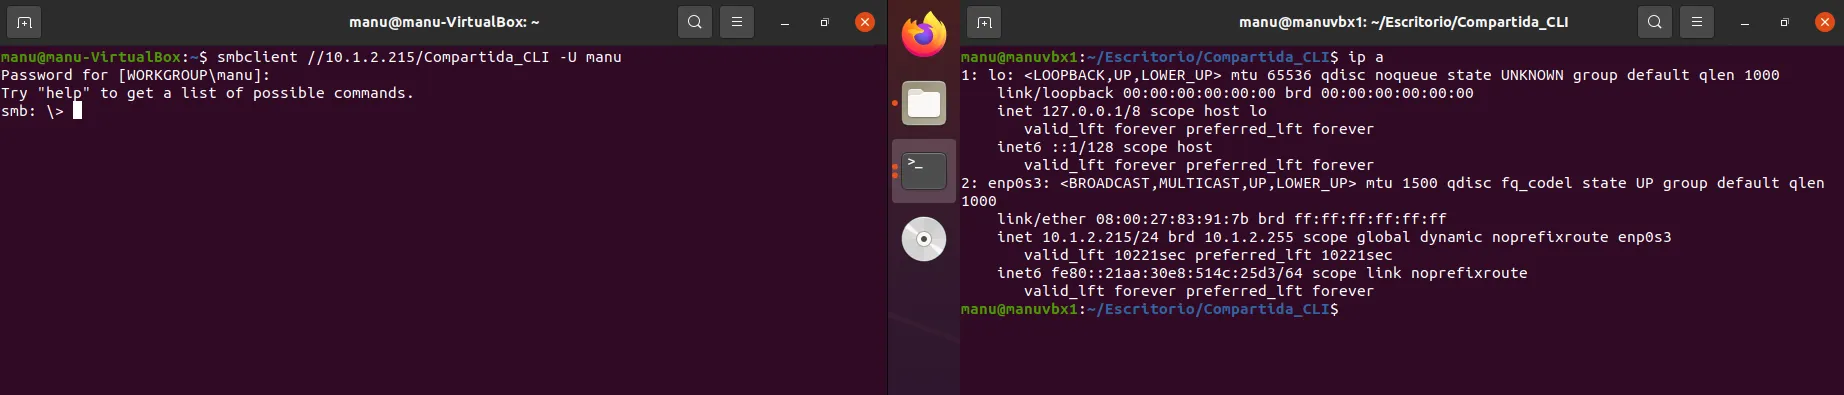 manu@manu-VirtualBox: ~
manu@manu-VirtualBox:~$ smbclient //10.1.2.215/Compartida_CLI -U manu
Password for [WORKGROUP\manu]:
Try "help" to get a list of possible commands.
smb: \>
>_
manu@manuvbx1: ~/Escritorio/Compartida_CLI
manu@manuvbx1:~/Escritorio/Compartida_CLI$ ip a
1: lo: <LOOPBACK,UP,LOWER_UP> mtu 65536 qdisc noqueue state UNKNOWN group default qlen 1000
    link/loopback 00:00:00:00:00:00 brd 00:00:00:00:00:00
    inet 127.0.0.1/8 scope host lo
       valid_lft forever preferred_lft forever
    inet6 ::1/128 scope host
       valid_lft forever preferred_lft forever
2: enp0s3: <BROADCAST,MULTICAST,UP,LOWER_UP> mtu 1500 qdisc fq_codel state UP group default qlen
1000
    link/ether 08:00:27:83:91:7b brd ff:ff:ff:ff:ff:ff
    inet 10.1.2.215/24 brd 10.1.2.255 scope global dynamic noprefixroute enp0s3
       valid_lft 10221sec preferred_lft 10221sec
    inet6 fe80::21aa:30e8:514c:25d3/64 scope link noprefixroute
       valid_lft forever preferred_lft forever
manu@manuvbx1:~/Escritorio/Compartida_CLI$